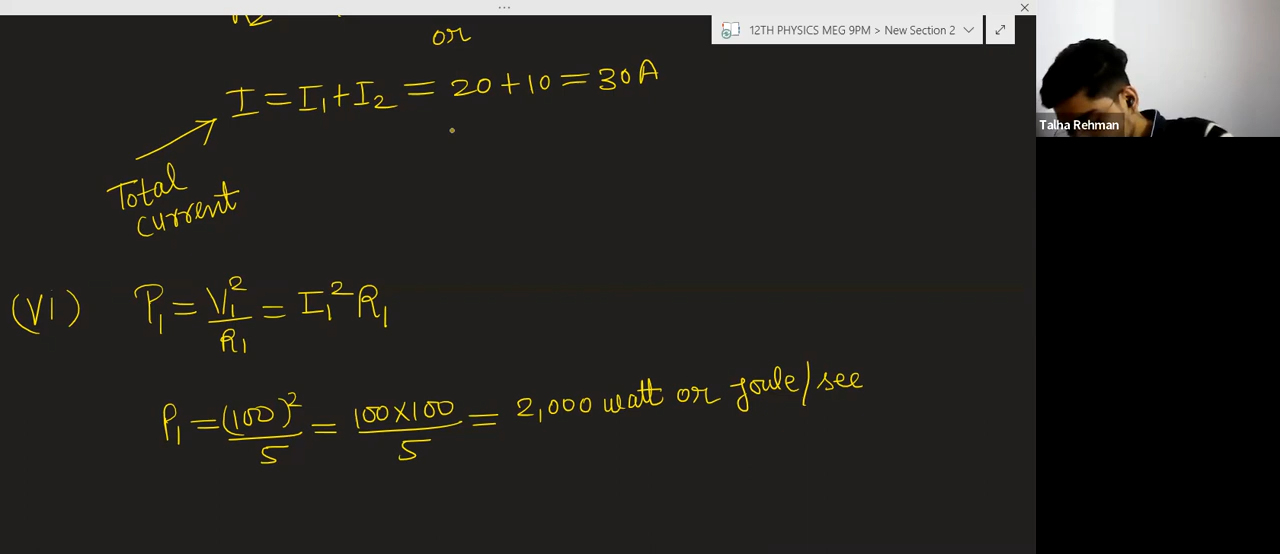 12TH PHYSICS MEG 9PM > New Section 2
or
I = I₁ + I₂ = 20 + 10 = 30 A
Talha Rehman
Total
current
(Vi) P₁ = V₁²/R₁ = I₁² R₁
P₁ = (100)²/5 = 100 x 100/5 = 2,000 watt or joule/sec